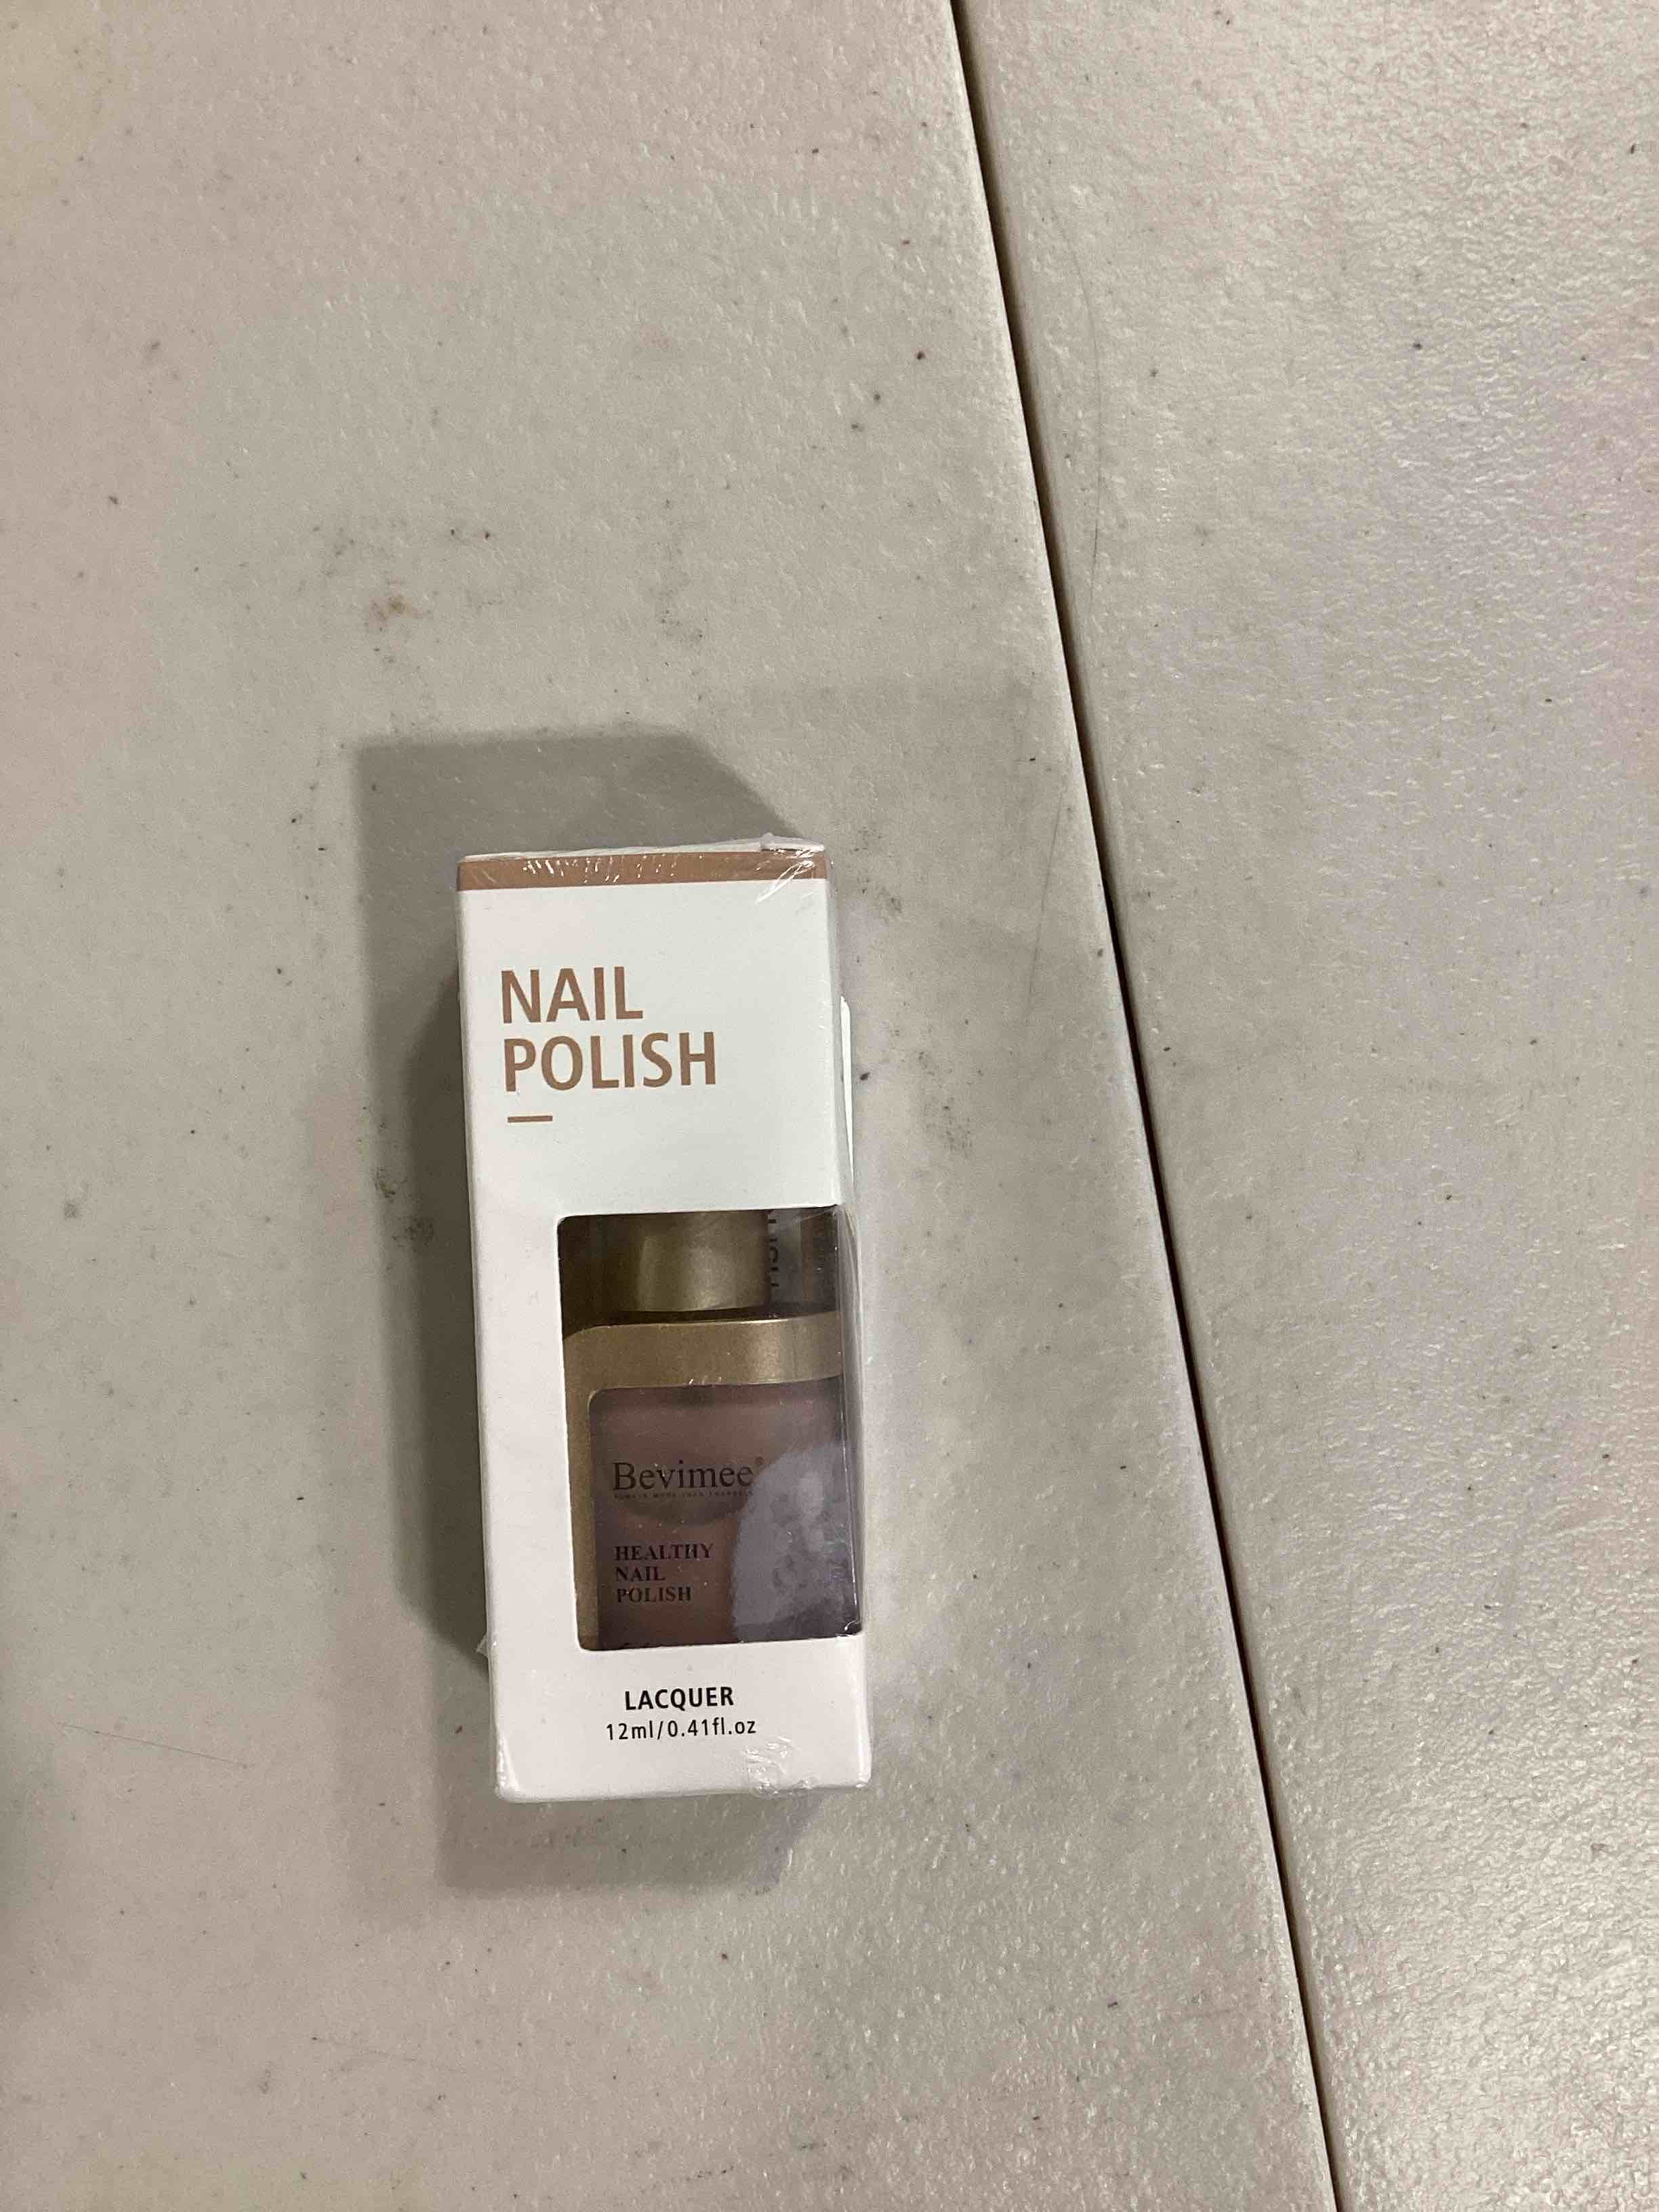 NAIL
POLISH
Bevimee®
HEALTHY
NAIL
POLISH
LACQUER
12ml/0.41fl.oz